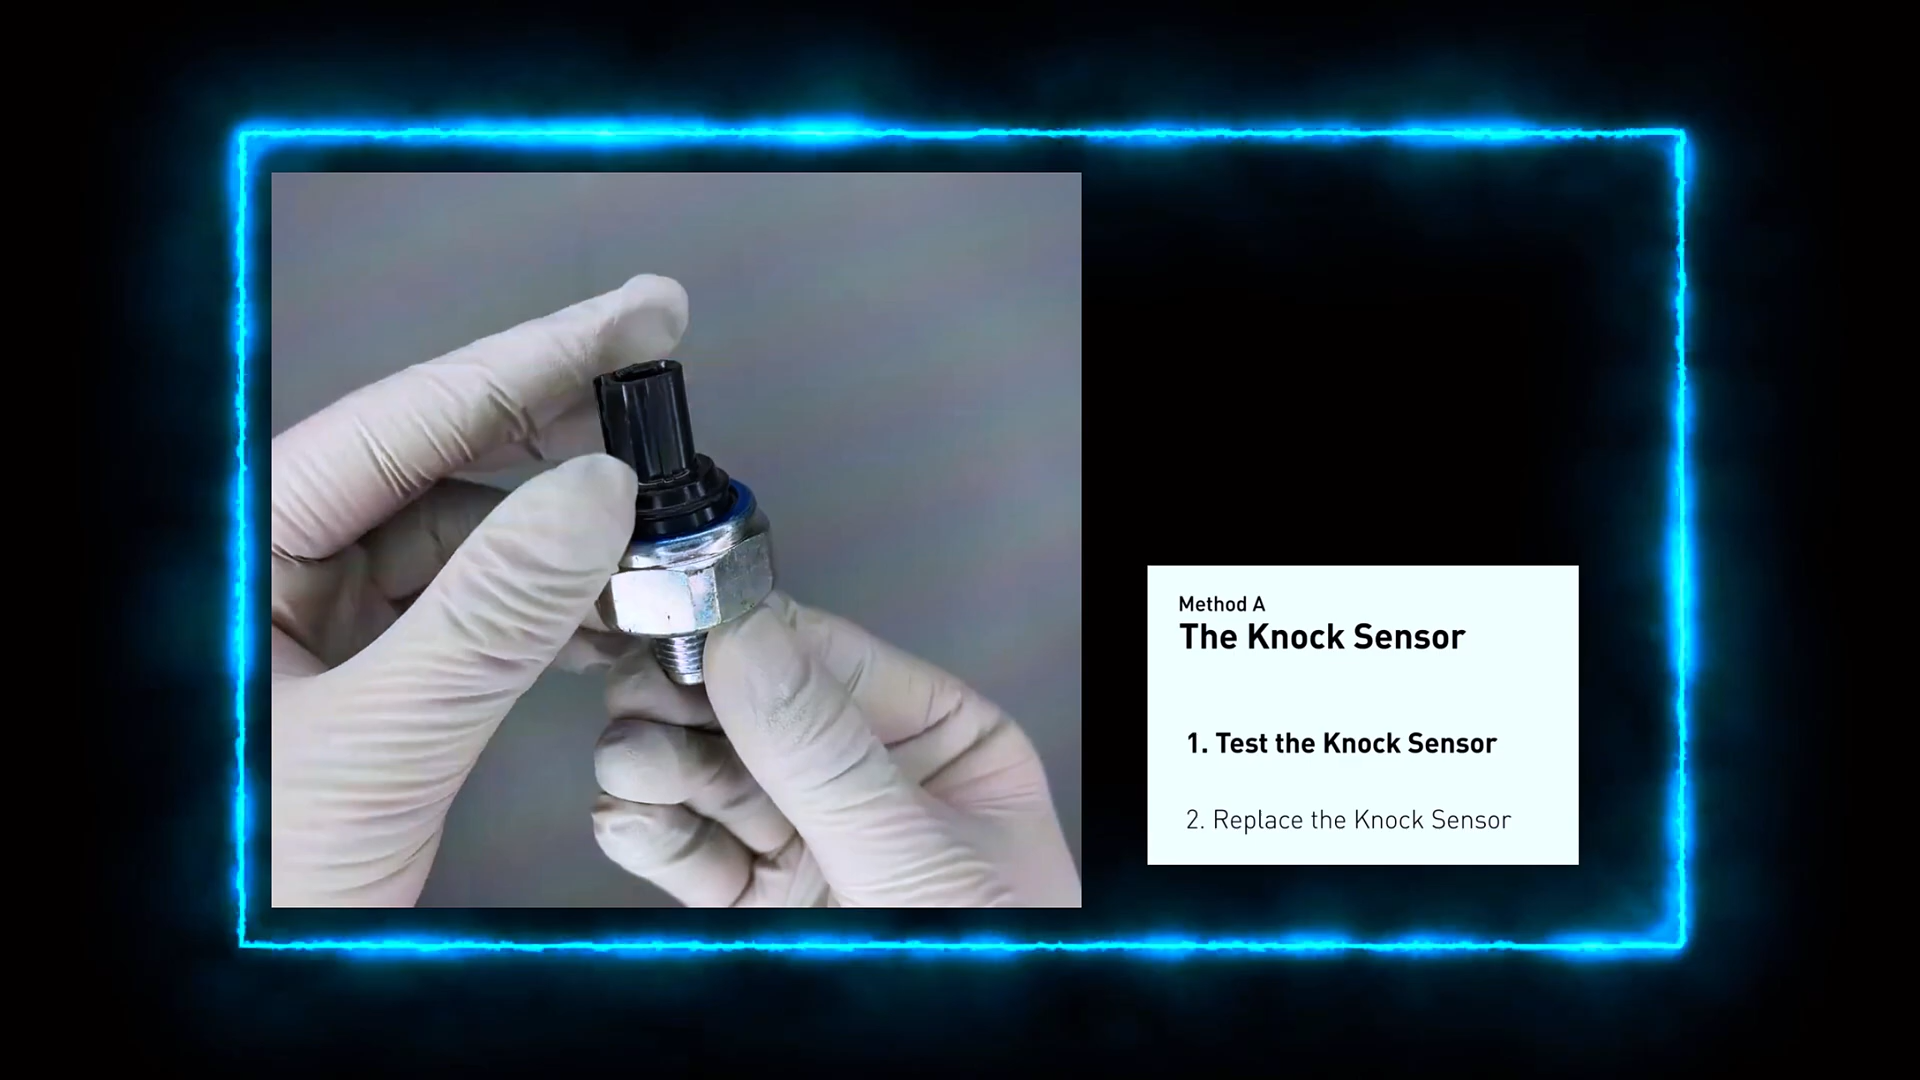 Method A
The Knock Sensor
1. Test the Knock Sensor
2. Replace the Knock Sensor